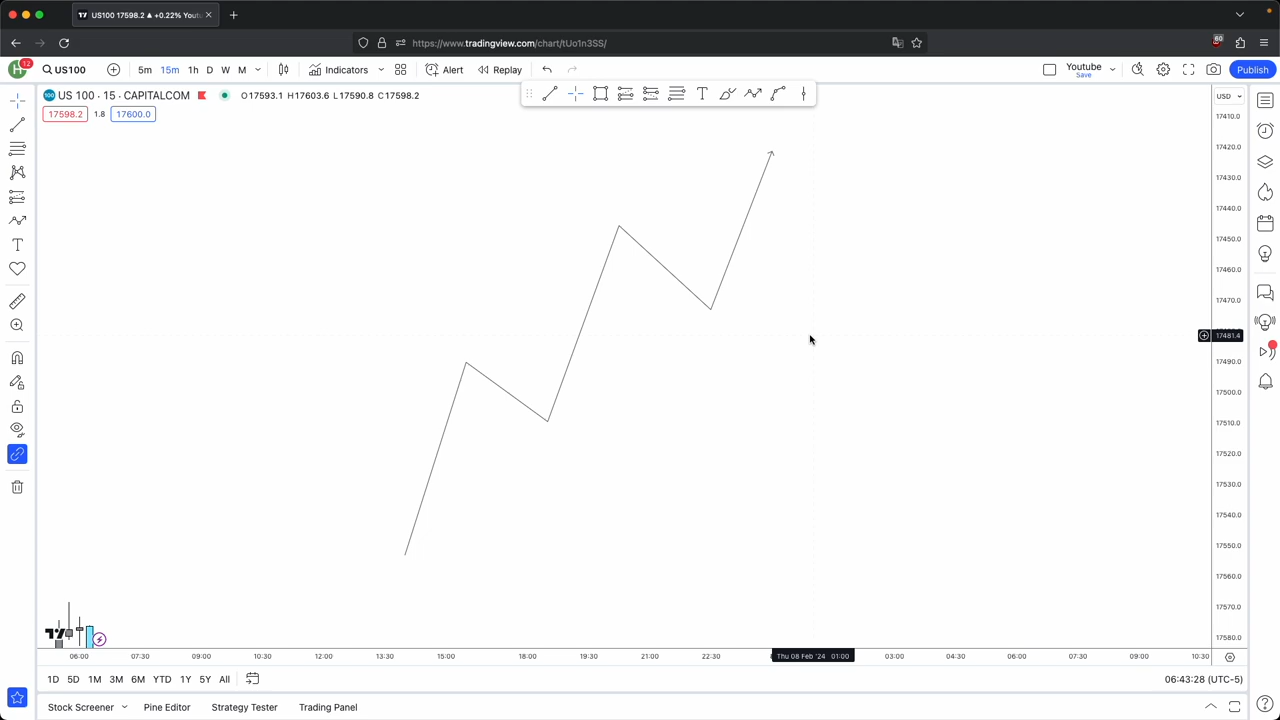 US100 17598.2 ▲ +0.22% Yout
https://www.tradingview.com/chart/tUo1n3SS/
60
H 12 US100 5m 15m 1h D W M Indicators Alert Replay Youtube Save Publish
US 100 · 15 · CAPITALCOM O17593.1 H17603.6 L17590.8 C17598.2
17598.2 1.8 17600.0
USD
17410.0
17420.0
17430.0
17440.0
17450.0
17460.0
17470.0
17481.4
17490.0
17500.0
17510.0
17520.0
17530.0
17540.0
17550.0
17560.0
17570.0
17580.0
06:00 07:30 09:00 10:30 12:00 13:30 15:00 18:00 19:30 21:00 22:30 Thu 08 Feb '24 01:00 03:00 04:30 06:00 07:30 09:00 10:30
1D 5D 1M 3M 6M YTD 1Y 5Y All 06:43:28 (UTC-5)
Stock Screener Pine Editor Strategy Tester Trading Panel